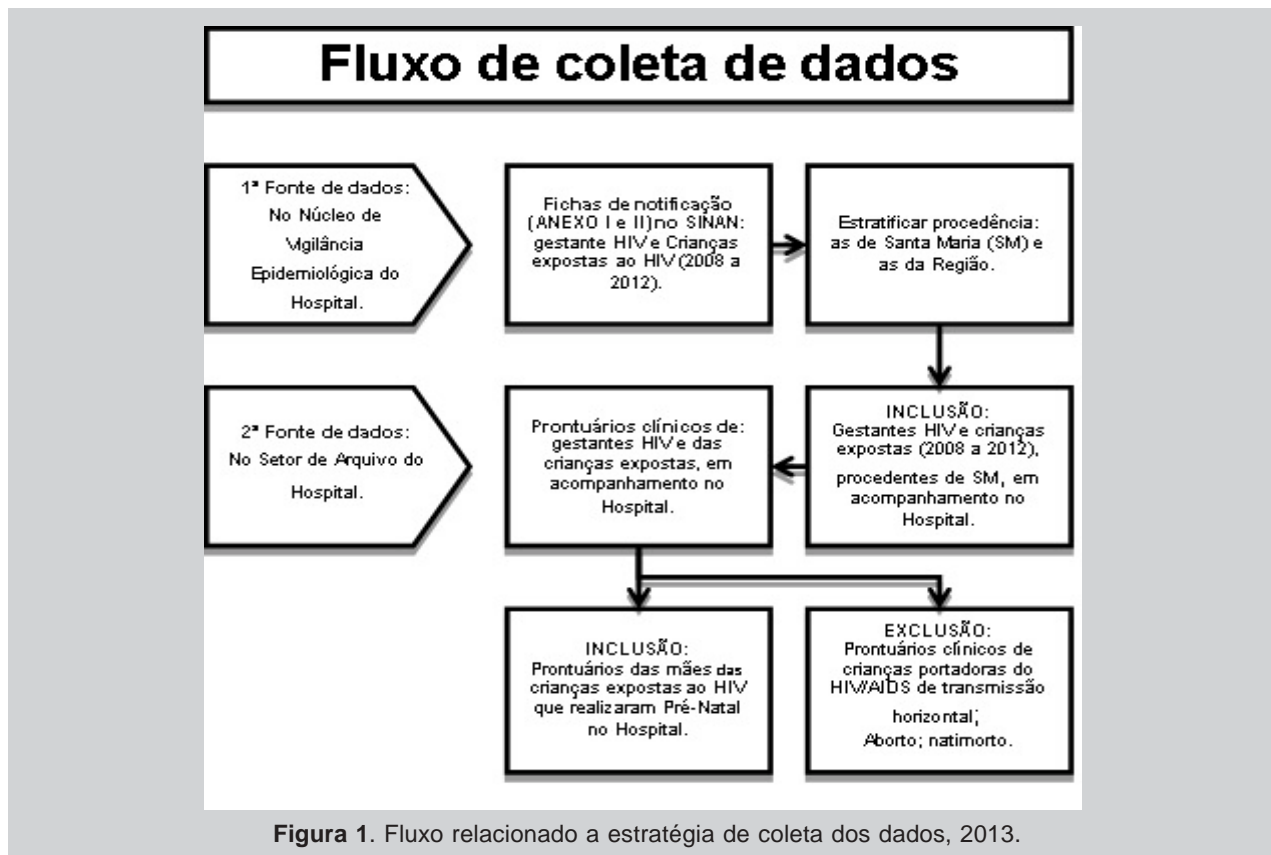 Fluxo de coleta de dados
1ª Fonte de dados:
No Núcleo de
Vigilância
Epidemiológica do
Hospital.
Fichas de notificação
(ANEXO I e II) no SINAN:
gestante HIV e Crianças
expostas ao HIV (2008 a
2012).
Estratificar procedência:
as de Santa Maria (SM) e
as da Região.
2ª Fonte de dados:
No Setor de Arquivo do
Hospital.
Prontuários clínicos de:
gestantes HIV e das
crianças expostas, em
acompanhamento no
Hospital.
INCLUSÃO:
Gestantes HIV e crianças
expostas (2008 a 2012),
procedentes de SM, em
acompanhamento no
Hospital.
INCLUSÃO:
Prontuários das mães das
crianças expostas ao HIV
que realizaram Pré-Natal
no Hospital.
EXCLUSÃO:
Prontuários clínicos de
crianças portadoras do
HIV/AIDS de transmissão
horizontal;
Aborto; natimorto.
Figura 1. Fluxo relacionado a estratégia de coleta dos dados, 2013.